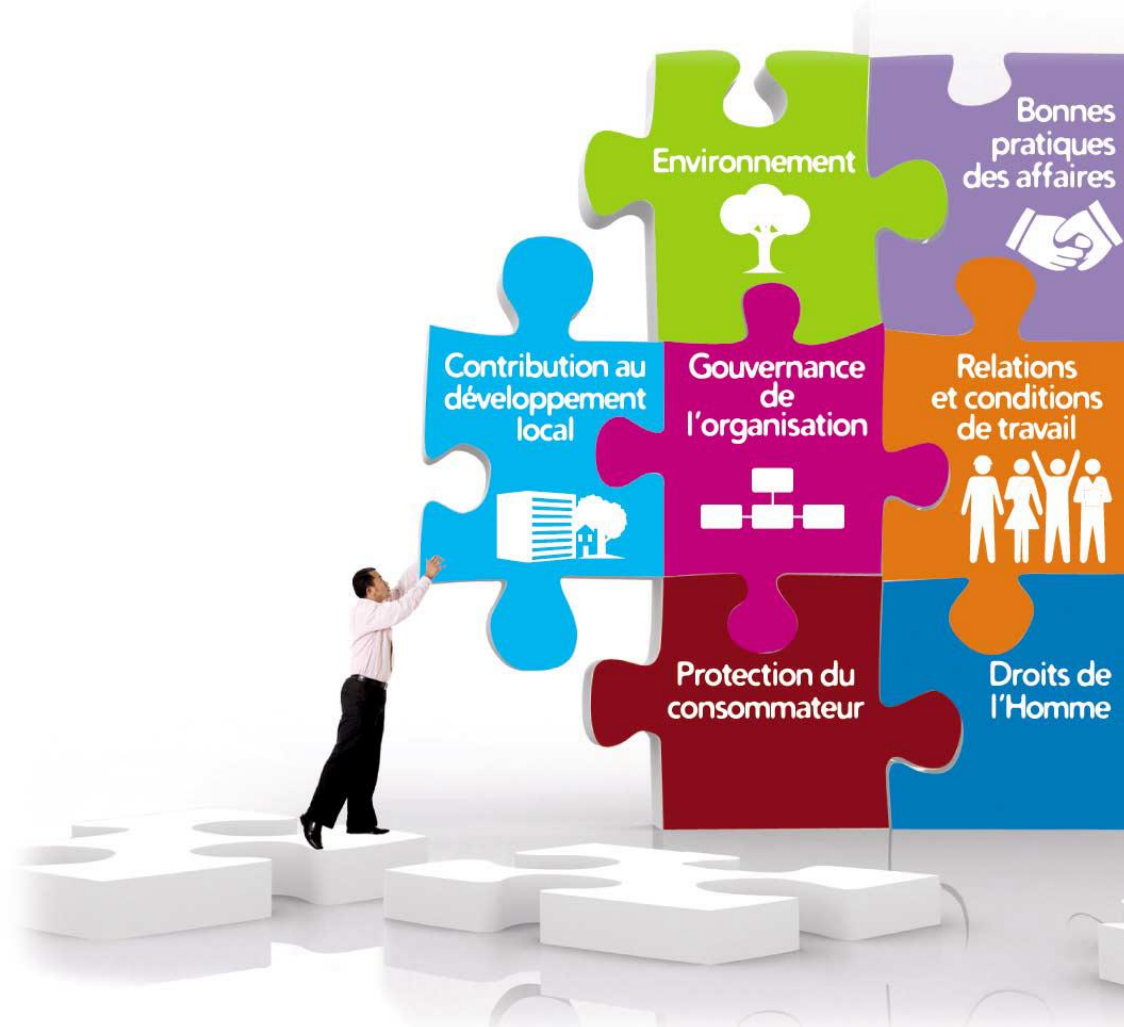 Environnement
Bonnes
pratiques
des affaires
Contribution au
développement
local
Gouvernance
de
l'organisation
Relations
et conditions
de travail
Protection du
consommateur
Droits de
l'Homme